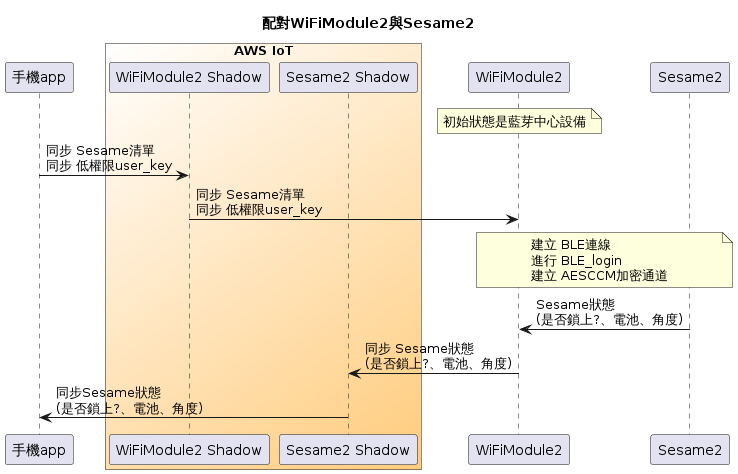 配對WiFiModule2與Sesame2
AWS IoT
手機app
WiFiModule2 Shadow
Sesame2 Shadow
WiFiModule2
Sesame2
初始狀態是藍芽中心設備
同步 Sesame清單
同步 低權限user_key
同步 Sesame清單
同步 低權限user_key
建立 BLE連線
進行 BLE_login
建立 AESCCM加密通道
Sesame狀態
(是否鎖上?、電池、角度)
同步 Sesame狀態
(是否鎖上?、電池、角度)
同步Sesame狀態
(是否鎖上?、電池、角度)
手機app
WiFiModule2 Shadow
Sesame2 Shadow
WiFiModule2
Sesame2